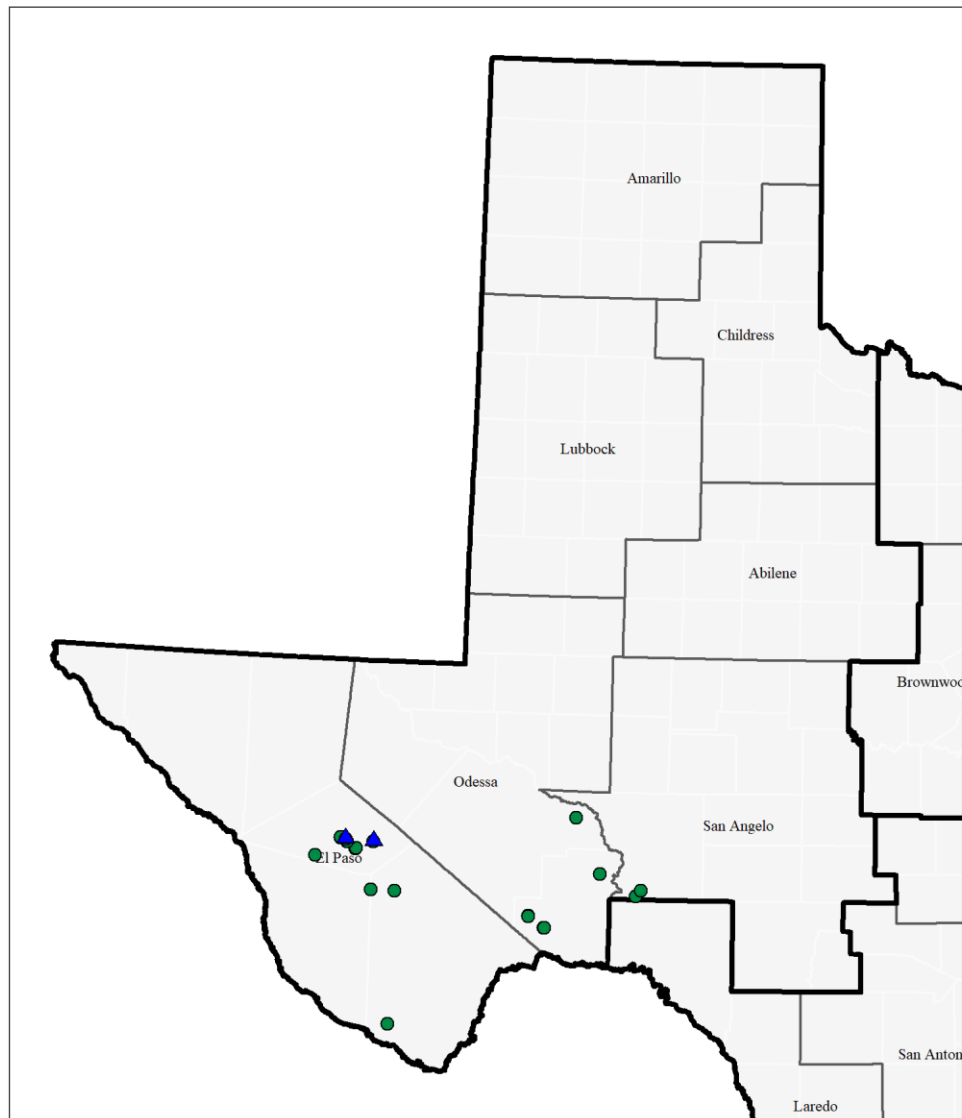 Amarillo
Childress
Lubbock
Abilene
Brownwoo
Odessa
San Angelo
El Paso
San Anton
Laredo